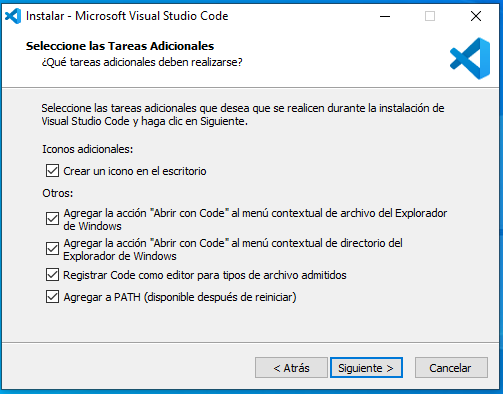 Instalar - Microsoft Visual Studio Code
Seleccione las Tareas Adicionales
¿Qué tareas adicionales deben realizarse?
Seleccione las tareas adicionales que desea que se realicen durante la instalación de
Visual Studio Code y haga clic en Siguiente.
Iconos adicionales:
Crear un icono en el escritorio
Otros:
Agregar la acción "Abrir con Code" al menú contextual de archivo del Explorador
de Windows
Agregar la acción "Abrir con Code" al menú contextual de directorio del
Explorador de Windows
Registrar Code como editor para tipos de archivo admitidos
Agregar a PATH (disponible después de reiniciar)
< Atrás
Siguiente >
Cancelar